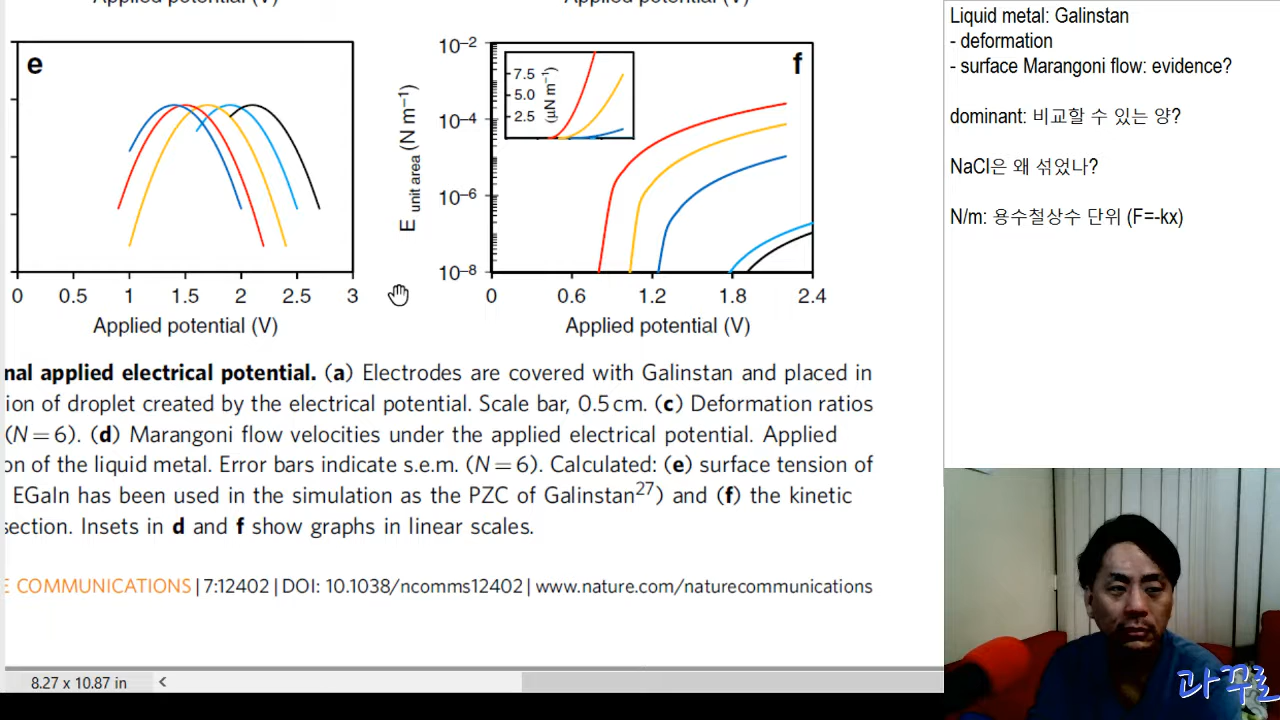 Applied potential (V)
Applied potential (V)
e
0
0.5
1
1.5
2
2.5
3
Applied potential (V)
f
10−2
10−4
10−6
10−8
E unit area (N m−1)
7.5
5.0
2.5
(μN m−1)
0
0.6
1.2
1.8
2.4
Applied potential (V)
nal applied electrical potential. (a) Electrodes are covered with Galinstan and placed in
ion of droplet created by the electrical potential. Scale bar, 0.5 cm. (c) Deformation ratios
(N = 6). (d) Marangoni flow velocities under the applied electrical potential. Applied
on of the liquid metal. Error bars indicate s.e.m. (N = 6). Calculated: (e) surface tension of
EGaIn has been used in the simulation as the PZC of Galinstan27) and (f) the kinetic
section. Insets in d and f show graphs in linear scales.
E COMMUNICATIONS | 7:12402 | DOI: 10.1038/ncomms12402 | www.nature.com/naturecommunications
8.27 x 10.87 in
Liquid metal: Galinstan
- deformation
- surface Marangoni flow: evidence?
dominant: 비교할 수 있는 양?
NaCl은 왜 섞었나?
N/m: 용수철상수 단위 (F=-kx)
과꾸로